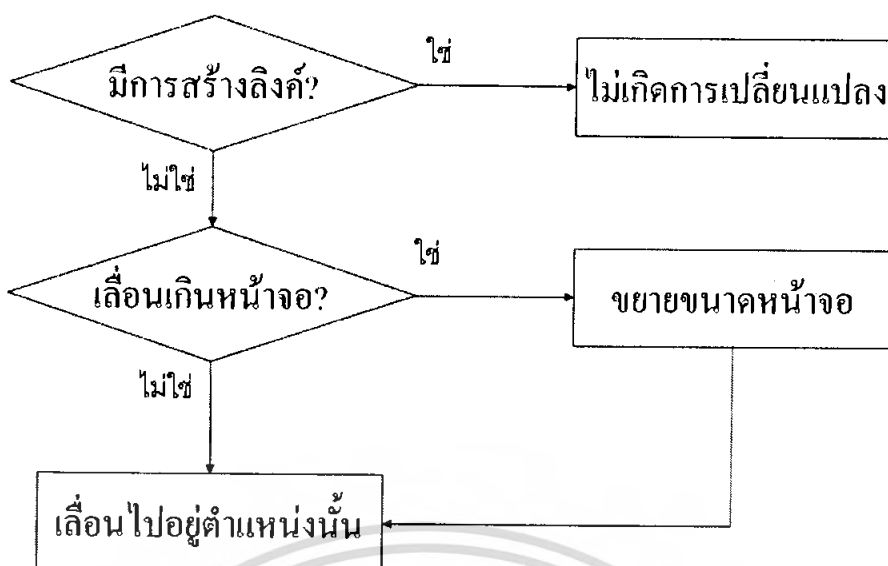 ใช่
มีการสร้างลิงค์?
ไม่เกิดการเปลี่ยนแปลง
ไม่ใช่
ใช่
เลื่อนเกินหน้าจอ?
ขยายขนาดหน้าจอ
ไม่ใช่
เลื่อนไปอยู่ตำแหน่งนั้น